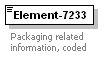 Element-7233
Packaging related
information, coded